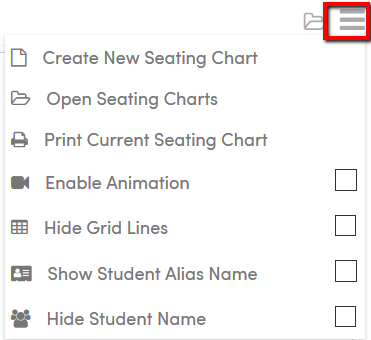 Create New Seating Chart
Open Seating Charts
Print Current Seating Chart
Enable Animation
Hide Grid Lines
Show Student Alias Name
Hide Student Name